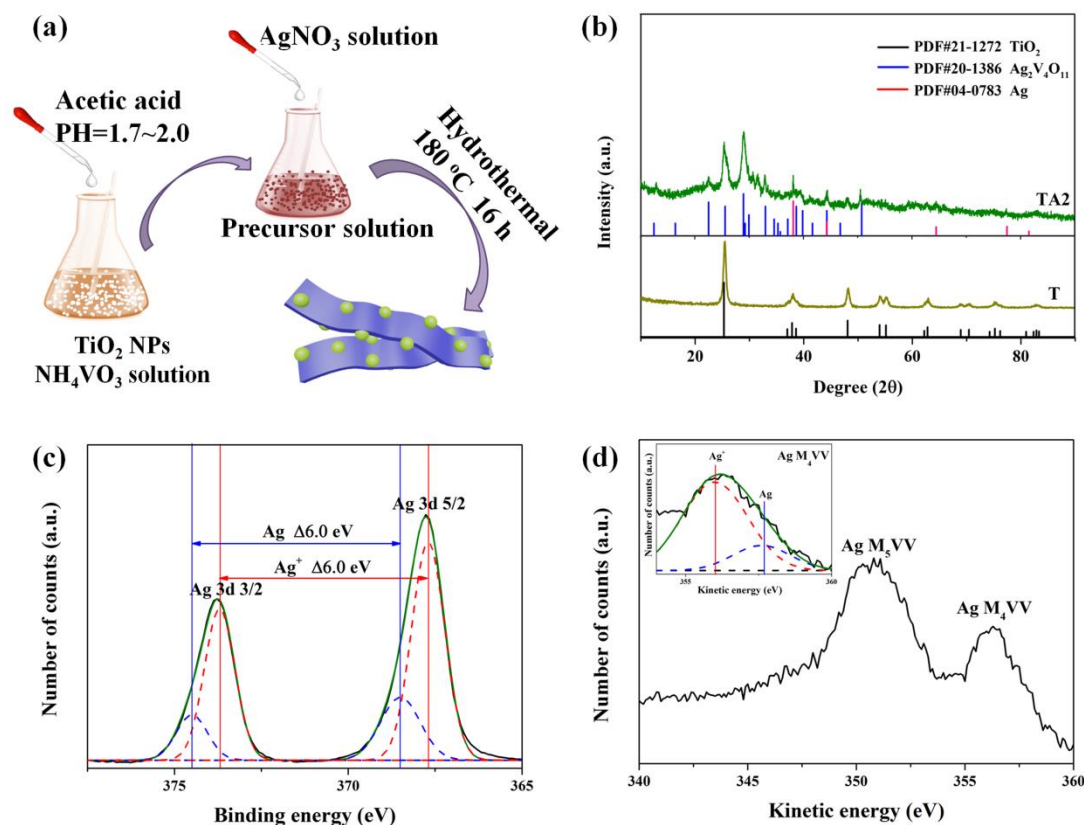 (a)
AgNO₃ solution
Acetic acid
PH=1.7~2.0
Hydrothermal
180 ºC 16 h
Precursor solution
TiO₂ NPs
NH₄VO₃ solution
(b)
PDF#21-1272 TiO₂
PDF#20-1386 Ag₂V₄O₁₁
PDF#04-0783 Ag
Intensity (a.u.)
TA2
T
20 40 60 80
Degree (2θ)
(c)
Ag 3d 5/2
Ag Δ6.0 eV
Ag⁺ Δ6.0 eV
Ag 3d 3/2
Number of counts (a.u.)
375 370 365
Binding energy (eV)
(d)
Ag⁺
Ag M₄VV
Ag
Number of counts (a.u.)
355 360
Kinetic energy (eV)
Ag M₅VV
Ag M₄VV
Number of counts (a.u.)
340 345 350 355 360
Kinetic energy (eV)